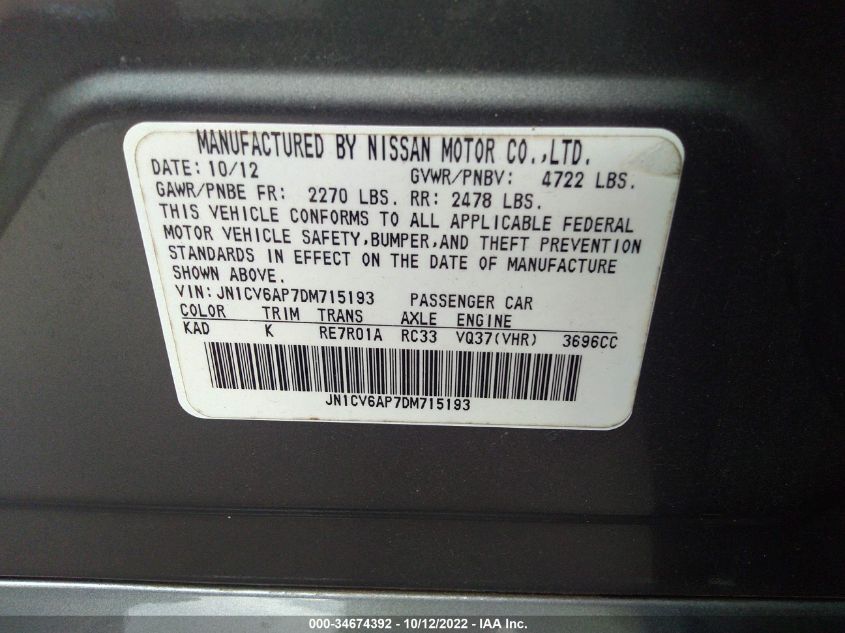 MANUFACTURED BY NISSAN MOTOR CO.,LTD.
DATE: 10/12 GVWR/PNBV: 4722 LBS.
GAWR/PNBE FR: 2270 LBS. RR: 2478 LBS.
THIS VEHICLE CONFORMS TO ALL APPLICABLE FEDERAL
MOTOR VEHICLE SAFETY,BUMPER,AND THEFT PREVENTION
STANDARDS IN EFFECT ON THE DATE OF MANUFACTURE
SHOWN ABOVE.
VIN: JN1CV6AP7DM715193 PASSENGER CAR
COLOR TRIM TRANS AXLE ENGINE
KAD K RE7R01A RC33 VQ37(VHR) 3696CC
JN1CV6AP7DM715193
000-34674392 - 10/12/2022 - IAA Inc.